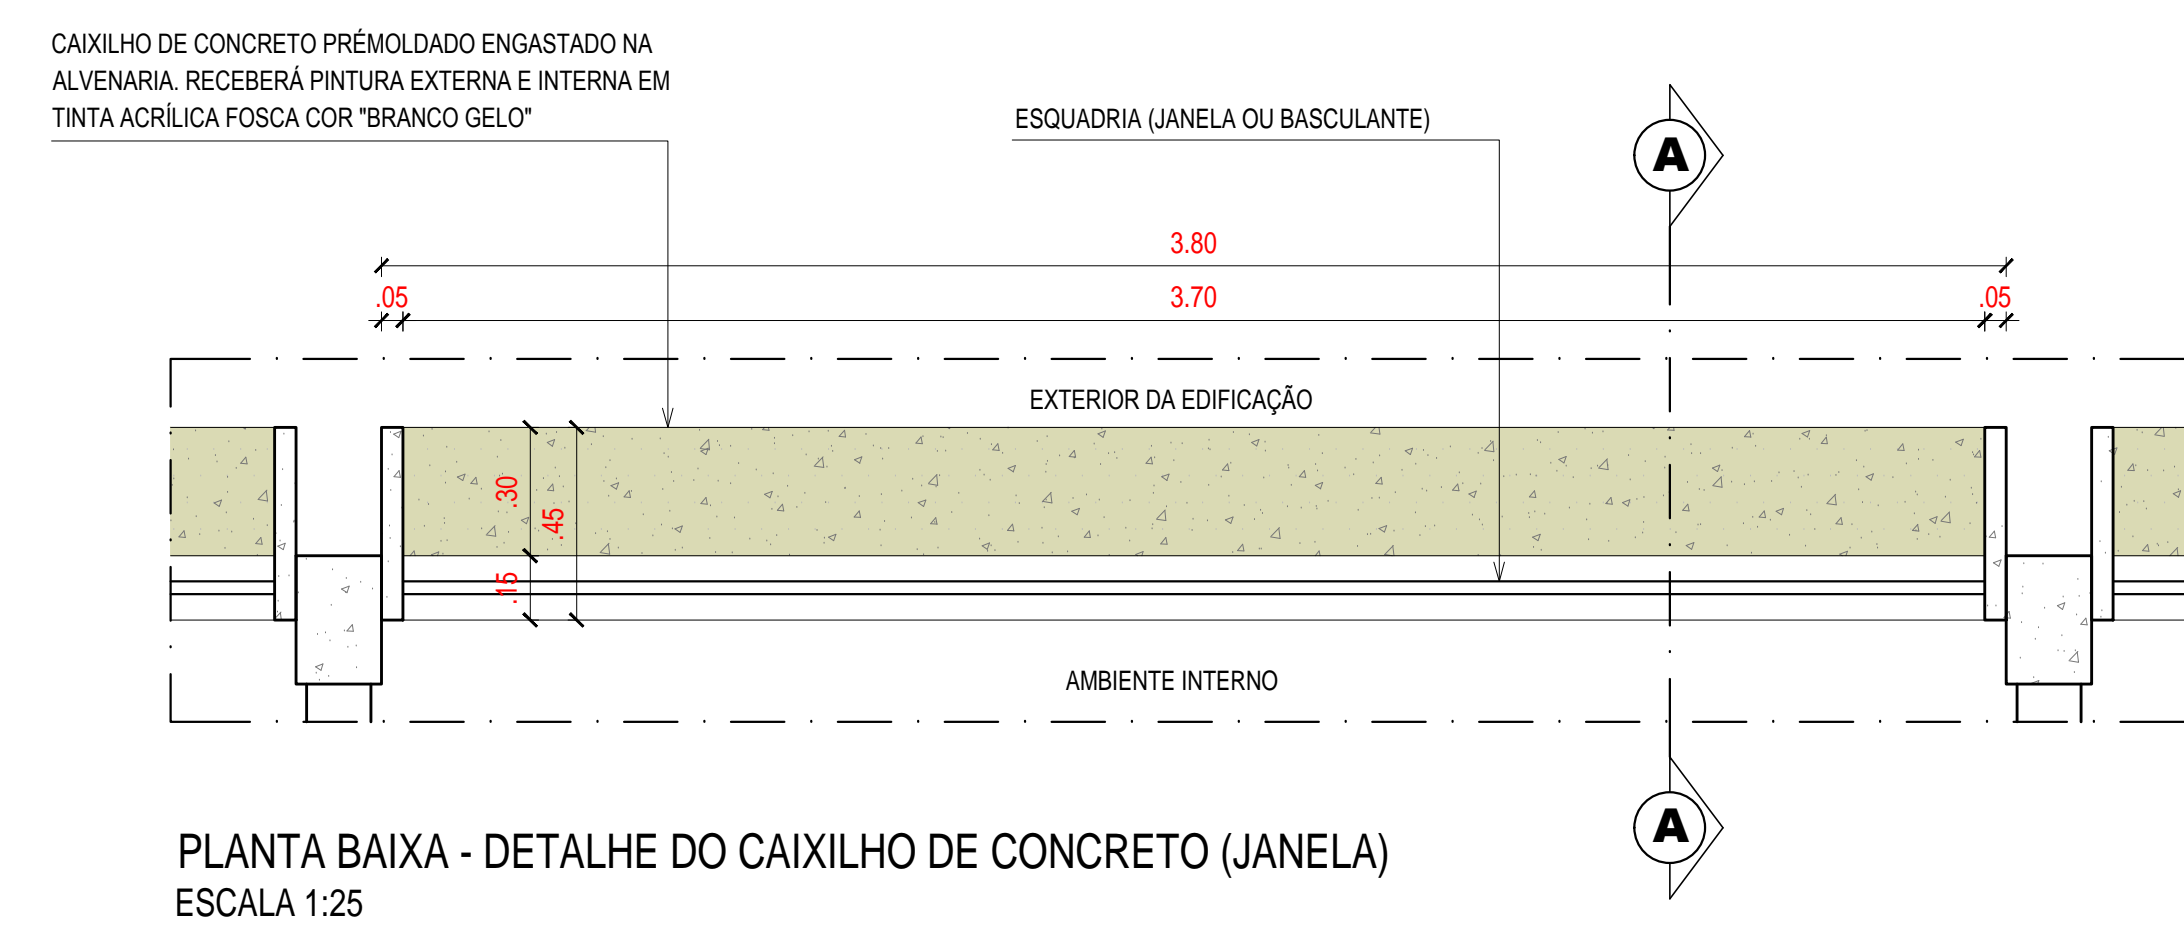 CAIXILHO DE CONCRETO PRÉMOLDADO ENGASTADO NA
ALVENARIA. RECEBERÁ PINTURA EXTERNA E INTERNA EM
TINTA ACRÍLICA FOSCA COR "BRANCO GELO"
ESQUADRIA (JANELA OU BASCULANTE)
A
3.80
.05
3.70
.05
EXTERIOR DA EDIFICAÇÃO
.30
.45
.15
AMBIENTE INTERNO
A
PLANTA BAIXA - DETALHE DO CAIXILHO DE CONCRETO (JANELA)
ESCALA 1:25